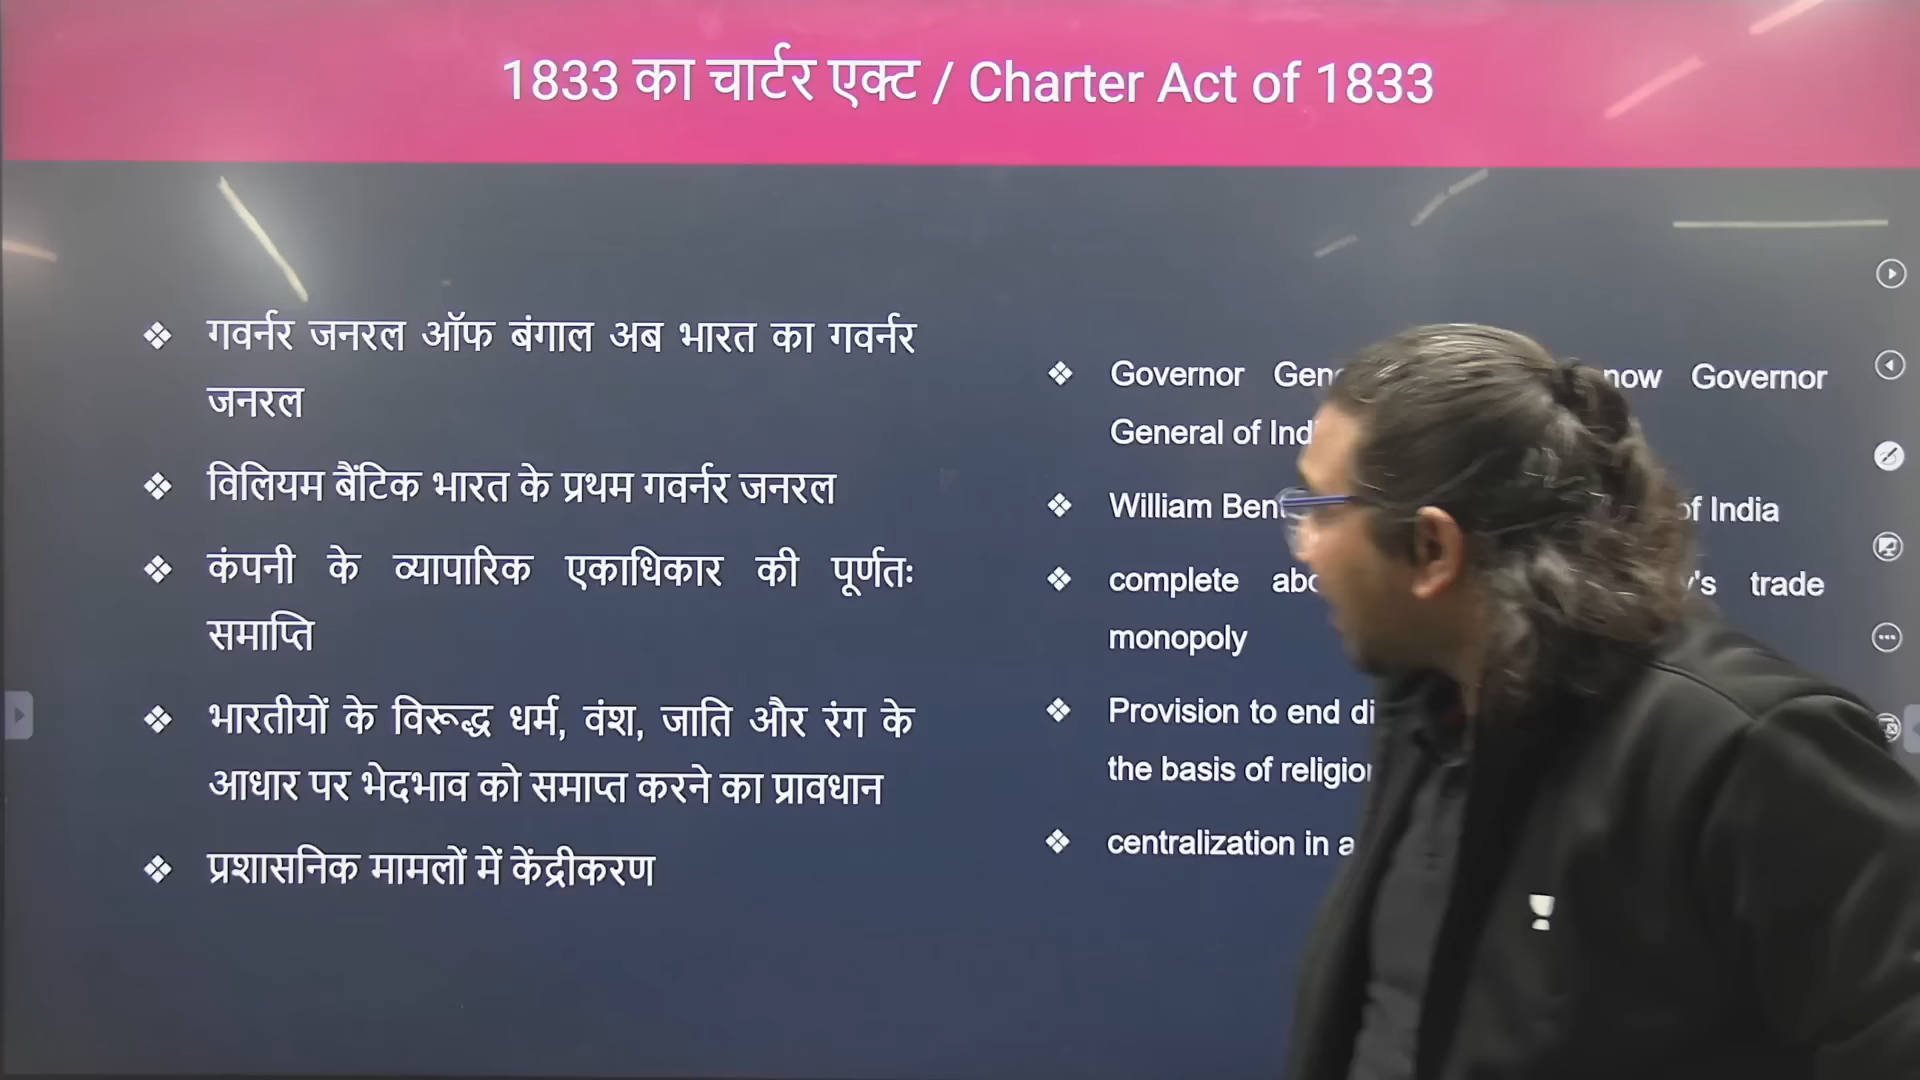 1833 का चार्टर एक्ट / Charter Act of 1833
❖ गवर्नर जनरल ऑफ बंगाल अब भारत का गवर्नर
जनरल
❖ विलियम बैंटिक भारत के प्रथम गवर्नर जनरल
❖ कंपनी के व्यापारिक एकाधिकार की पूर्णतः
समाप्ति
❖ भारतीयों के विरूद्ध धर्म, वंश, जाति और रंग के
आधार पर भेदभाव को समाप्त करने का प्रावधान
❖ प्रशासनिक मामलों में केंद्रीकरण
❖ Governor now Governor
General of
❖ William of India
❖ complete trade
monopoly
❖ Provision to end
the basis of
❖ centralization in